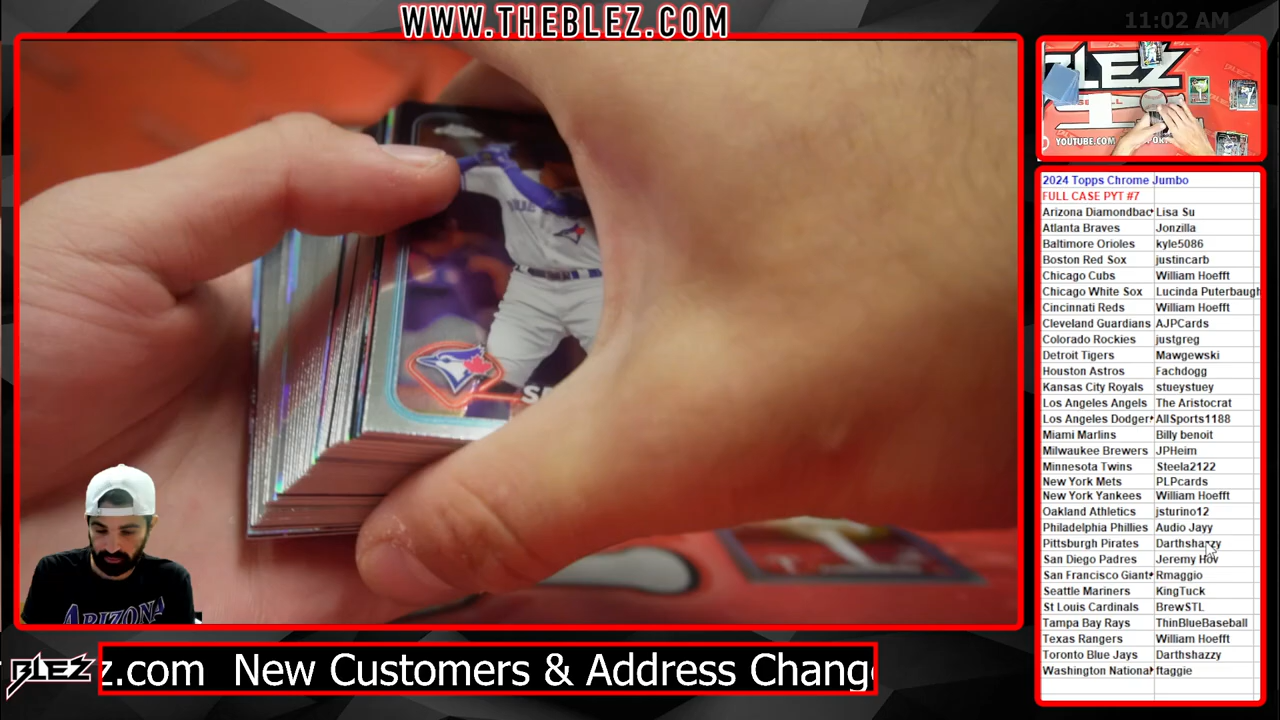 WWW.THEBLEZ.COM
11:02 AM
BLEZ
YOUTUBE.COM
2024 Topps Chrome Jumbo
FULL CASE PYT #7
Arizona Diamondbac Lisa Su
Atlanta Braves Jonzilla
Baltimore Orioles kyle5086
Boston Red Sox justincarb
Chicago Cubs William Hoefft
Chicago White Sox Lucinda Puterbaugh
Cincinnati Reds William Hoefft
Cleveland Guardians AJPCards
Colorado Rockies justgreg
Detroit Tigers Mawgewski
Houston Astros Fachdogg
Kansas City Royals stueystuey
Los Angeles Angels The Aristocrat
Los Angeles Dodger AllSports1188
Miami Marlins Billy benoit
Milwaukee Brewers JPHeim
Minnesota Twins Steela2122
New York Mets PLPcards
New York Yankees William Hoefft
Oakland Athletics jsturino12
Philadelphia Phillies Audio Jayy
Pittsburgh Pirates Darthshazzy
San Diego Padres Jeremy Hov
San Francisco Giant Rmaggio
Seattle Mariners KingTuck
St Louis Cardinals BrewSTL
Tampa Bay Rays ThinBlueBaseball
Texas Rangers William Hoefft
Toronto Blue Jays Darthshazzy
Washington Nationa ftaggie
ARIZONA
BLEZ z.com New Customers & Address Chang